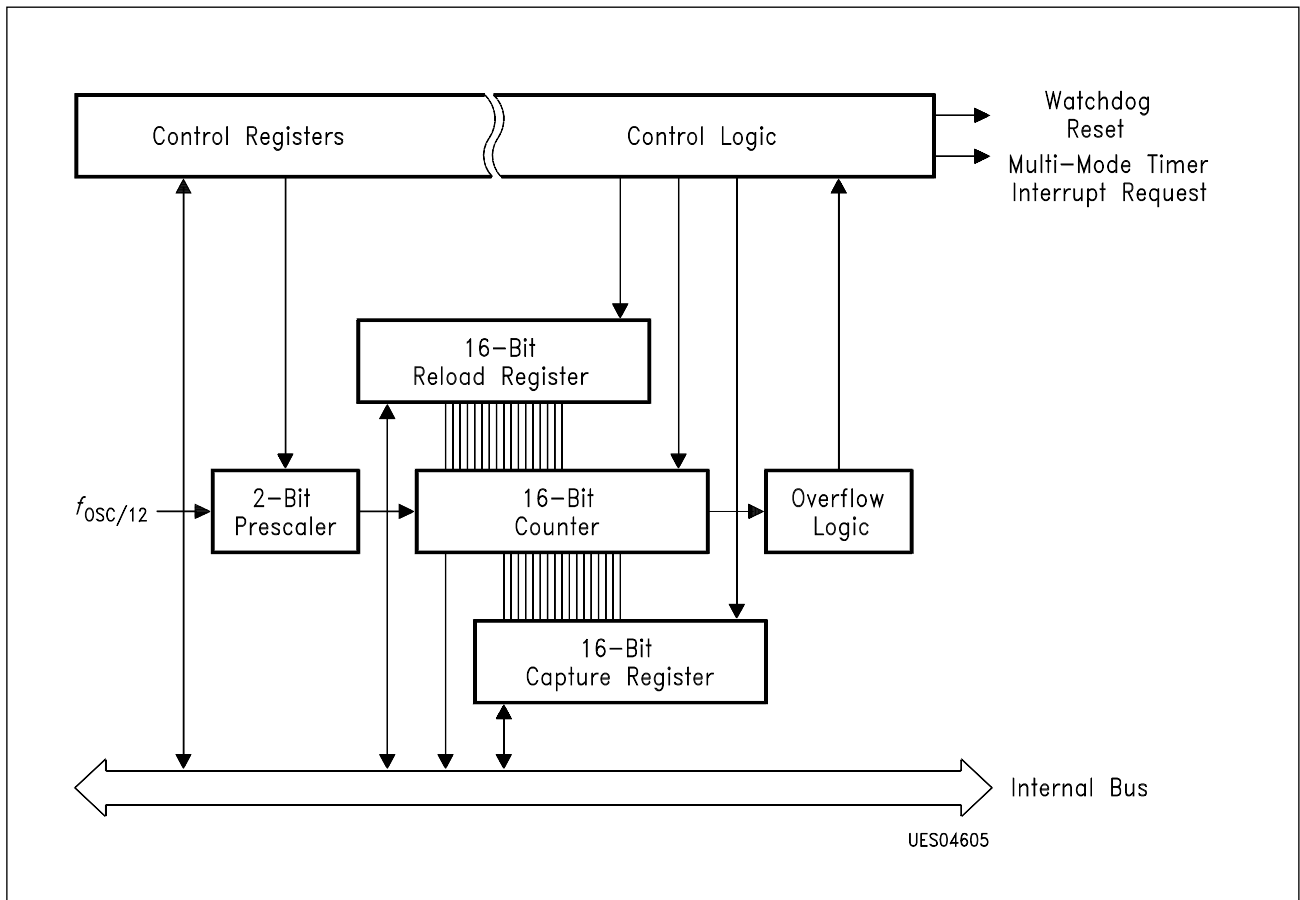 Control Registers
Control Logic
Watchdog
Reset
Multi-Mode Timer
Interrupt Request
16-Bit
Reload Register
fOSC/12
2-Bit
Prescaler
16-Bit
Counter
Overflow
Logic
16-Bit
Capture Register
Internal Bus
UES04605